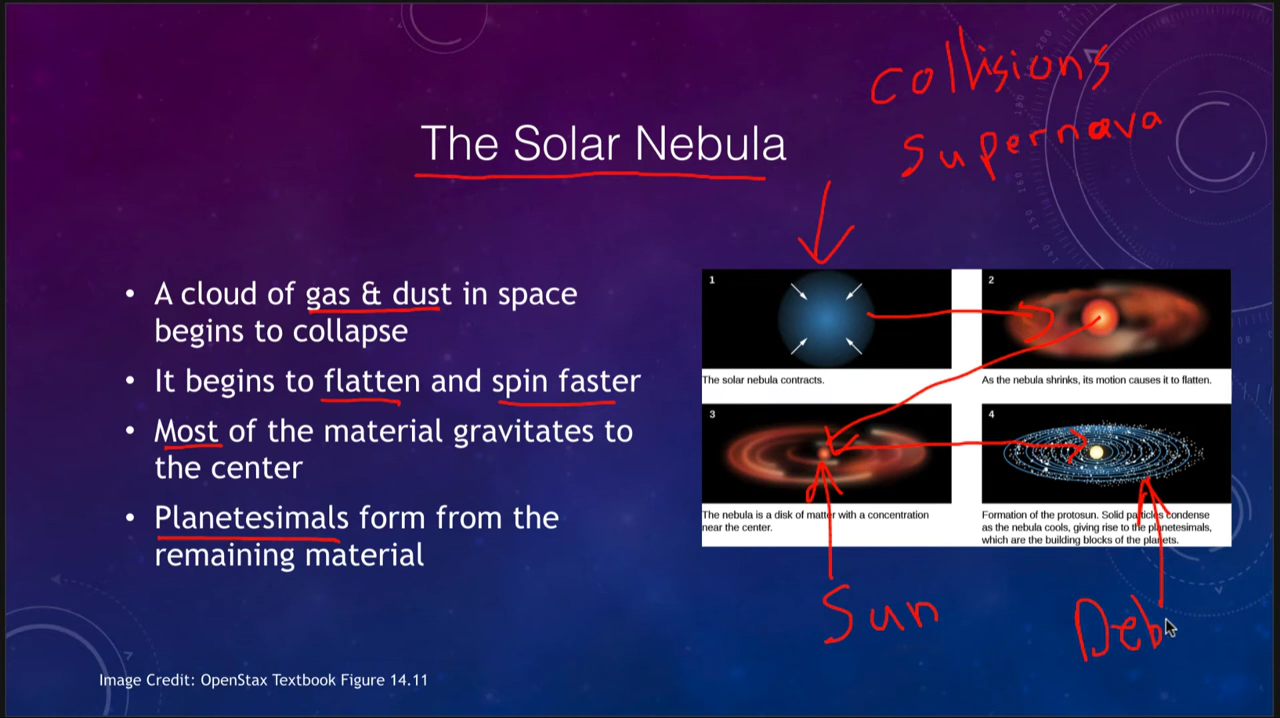 Collisions
Supernova
The Solar Nebula
• A cloud of gas & dust in space
begins to collapse
• It begins to flatten and spin faster
• Most of the material gravitates to
the center
• Planetesimals form from the
remaining material
1
The solar nebula contracts.
2
As the nebula shrinks, its motion causes it to flatten.
3
The nebula is a disk of matter with a concentration
near the center.
4
Formation of the protosun. Solid particles condense
as the nebula cools, giving rise to the planetesimals,
which are the building blocks of the planets.
Sun
Deb
Image Credit: OpenStax Textbook Figure 14.11